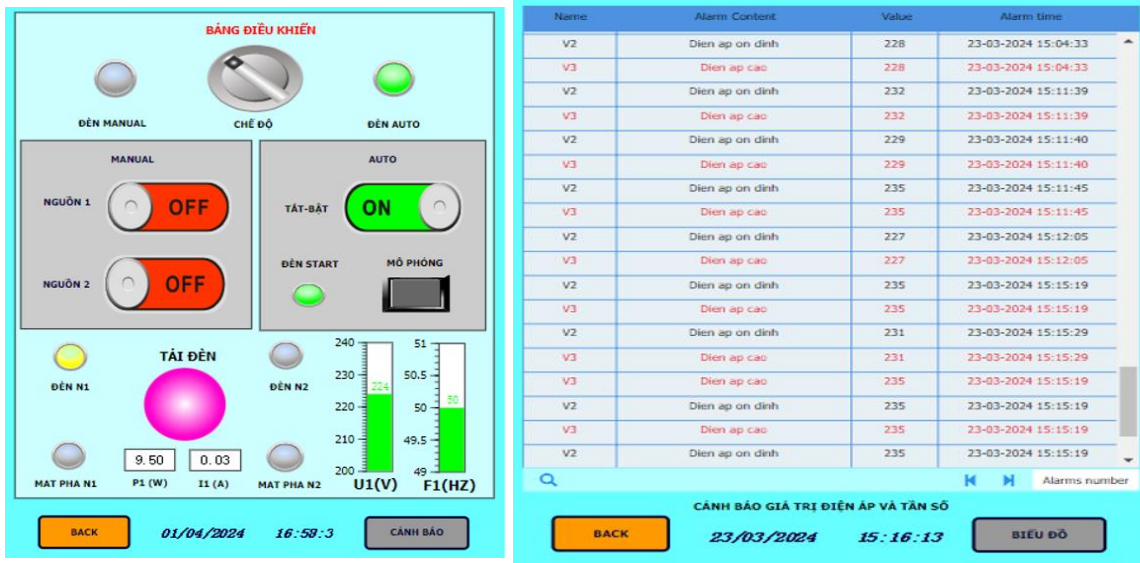 BẢNG ĐIỀU KHIỂN
ĐÈN MANUAL
CHẾ ĐỘ
ĐÈN AUTO
MANUAL
NGUỒN 1
OFF
NGUỒN 2
OFF
AUTO
TẮT-BẬT
ON
ĐÈN START
MÔ PHỎNG
ĐÈN N1
TẢI ĐÈN
ĐÈN N2
MAT PHA N1
9.50
P1 (W)
0.03
I1 (A)
MAT PHA N2
240
230
220
210
200
224
U1(V)
51
50.5
50
49.5
49
50
F1(HZ)
BACK
01/04/2024
16:58:3
CẢNH BÁO
Name Alarm Content Value Alarm time
V2 Dien ap on dinh 228 23-03-2024 15:04:33
V3 Dien ap cao 228 23-03-2024 15:04:33
V2 Dien ap on dinh 232 23-03-2024 15:11:39
V3 Dien ap cao 232 23-03-2024 15:11:39
V2 Dien ap on dinh 229 23-03-2024 15:11:40
V3 Dien ap cao 229 23-03-2024 15:11:40
V2 Dien ap on dinh 235 23-03-2024 15:11:45
V3 Dien ap cao 235 23-03-2024 15:11:45
V2 Dien ap on dinh 227 23-03-2024 15:12:05
V3 Dien ap cao 227 23-03-2024 15:12:05
V2 Dien ap on dinh 235 23-03-2024 15:15:19
V3 Dien ap cao 235 23-03-2024 15:15:19
V2 Dien ap on dinh 231 23-03-2024 15:15:29
V3 Dien ap cao 231 23-03-2024 15:15:29
V3 Dien ap cao 235 23-03-2024 15:15:19
V2 Dien ap on dinh 235 23-03-2024 15:15:19
V3 Dien ap cao 235 23-03-2024 15:15:19
V2 Dien ap on dinh 235 23-03-2024 15:15:19
Alarms number
CẢNH BÁO GIÁ TRỊ ĐIỆN ÁP VÀ TẦN SỐ
BACK
23/03/2024
15:16:13
BIỂU ĐỒ